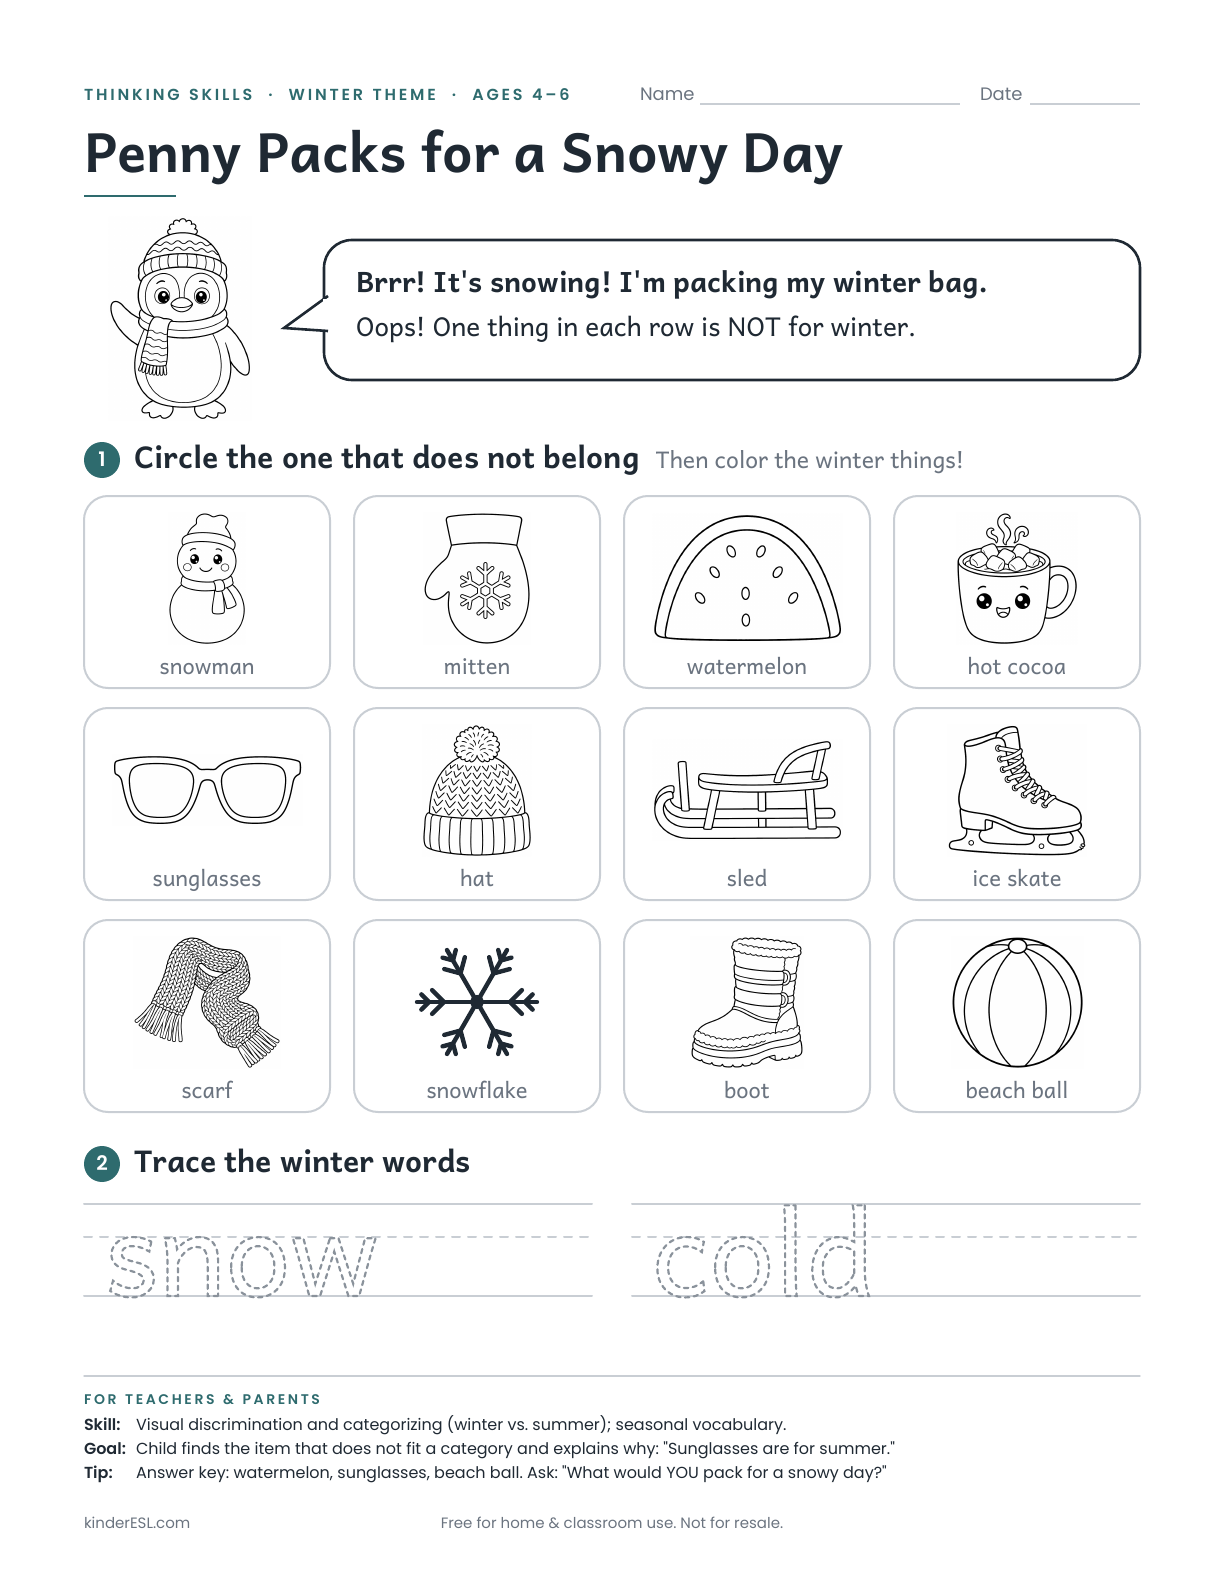 THINKING SKILLS · WINTER THEME · AGES 4–6 Name Date
Penny Packs for a Snowy Day
Brrr! It's snowing! I'm packing my winter bag.
Oops! One thing in each row is NOT for winter.
1 Circle the one that does not belong Then color the winter things!
snowman mitten watermelon hot cocoa
sunglasses hat sled ice skate
scarf snowflake boot beach ball
2 Trace the winter words
snow cold
FOR TEACHERS & PARENTS
Skill: Visual discrimination and categorizing (winter vs. summer); seasonal vocabulary.
Goal: Child finds the item that does not fit a category and explains why: "Sunglasses are for summer."
Tip: Answer key: watermelon, sunglasses, beach ball. Ask: "What would YOU pack for a snowy day?"
kinderESL.com Free for home & classroom use. Not for resale.